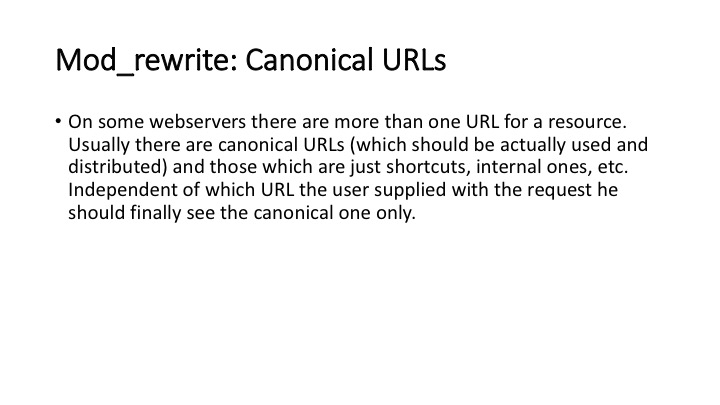 Mod_rewrite: Canonical URLs
• On some webservers there are more than one URL for a resource.
Usually there are canonical URLs (which should be actually used and
distributed) and those which are just shortcuts, internal ones, etc.
Independent of which URL the user supplied with the request he
should finally see the canonical one only.